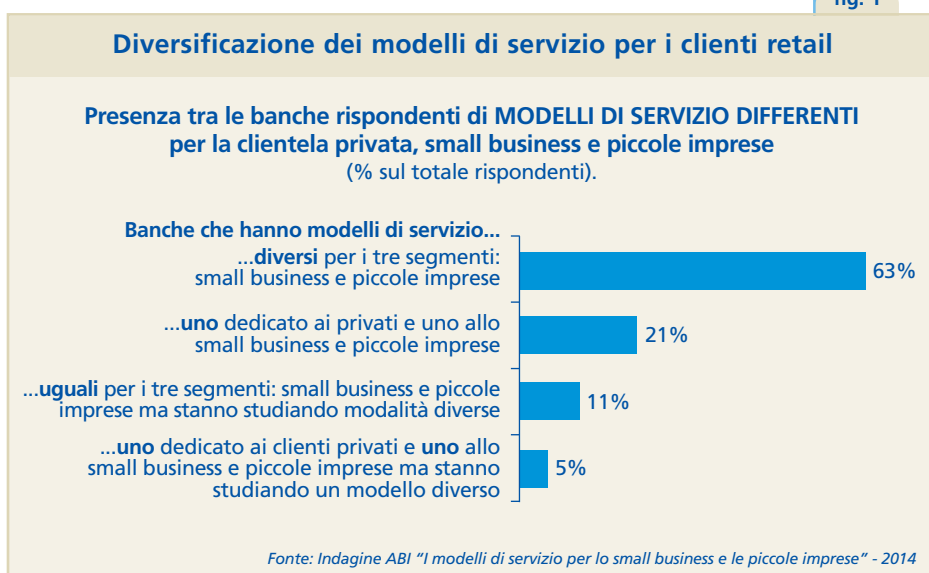 fig. 1
Diversificazione dei modelli di servizio per i clienti retail
Presenza tra le banche rispondenti di MODELLI DI SERVIZIO DIFFERENTI
per la clientela privata, small business e piccole imprese
(% sul totale rispondenti).
Banche che hanno modelli di servizio...
...diversi per i tre segmenti:
small business e piccole imprese
63%
...uno dedicato ai privati e uno allo
small business e piccole imprese
21%
...uguali per i tre segmenti: small business e piccole
imprese ma stanno studiando modalità diverse
11%
...uno dedicato ai clienti privati e uno allo
small business e piccole imprese ma stanno
studiando un modello diverso
5%
Fonte: Indagine ABI “I modelli di servizio per lo small business e le piccole imprese” - 2014